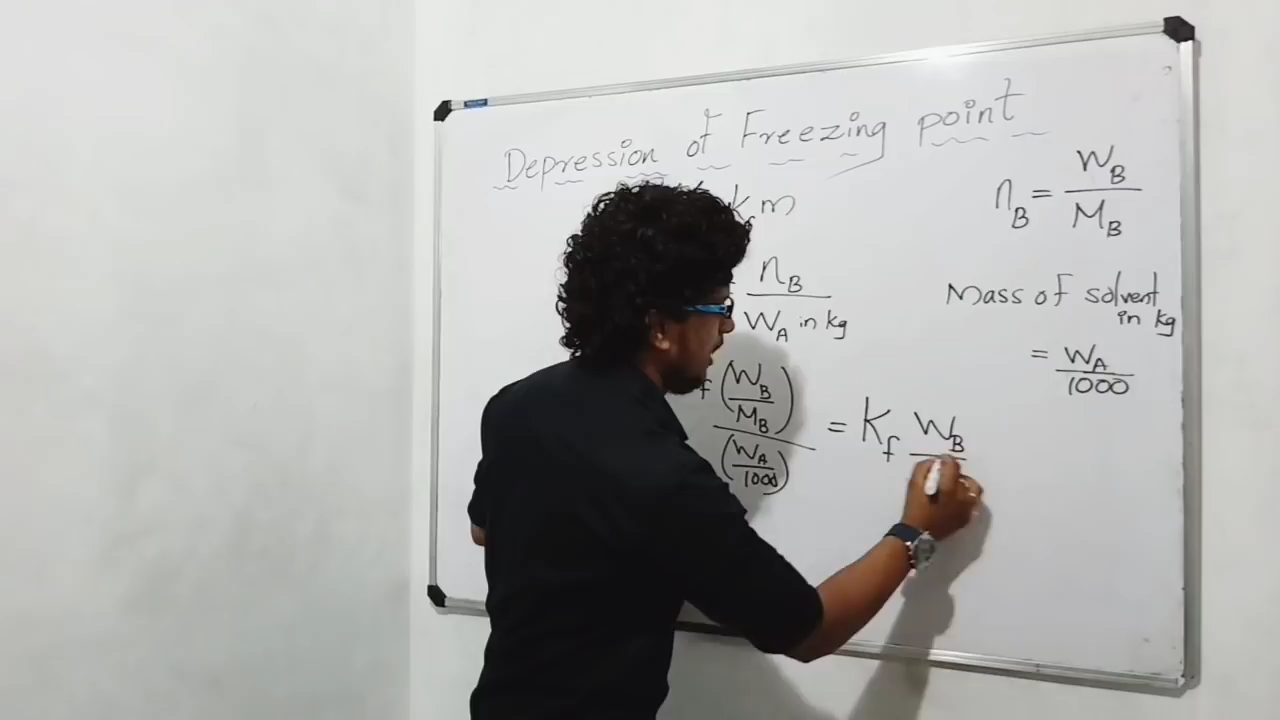 Depression of Freezing point
K_f m
n_B = W_B / M_B
n_B / W_A in kg
Mass of solvent
in kg
= W_A / 1000
f (W_B / M_B) / (W_A / 1000) = K_f W_B